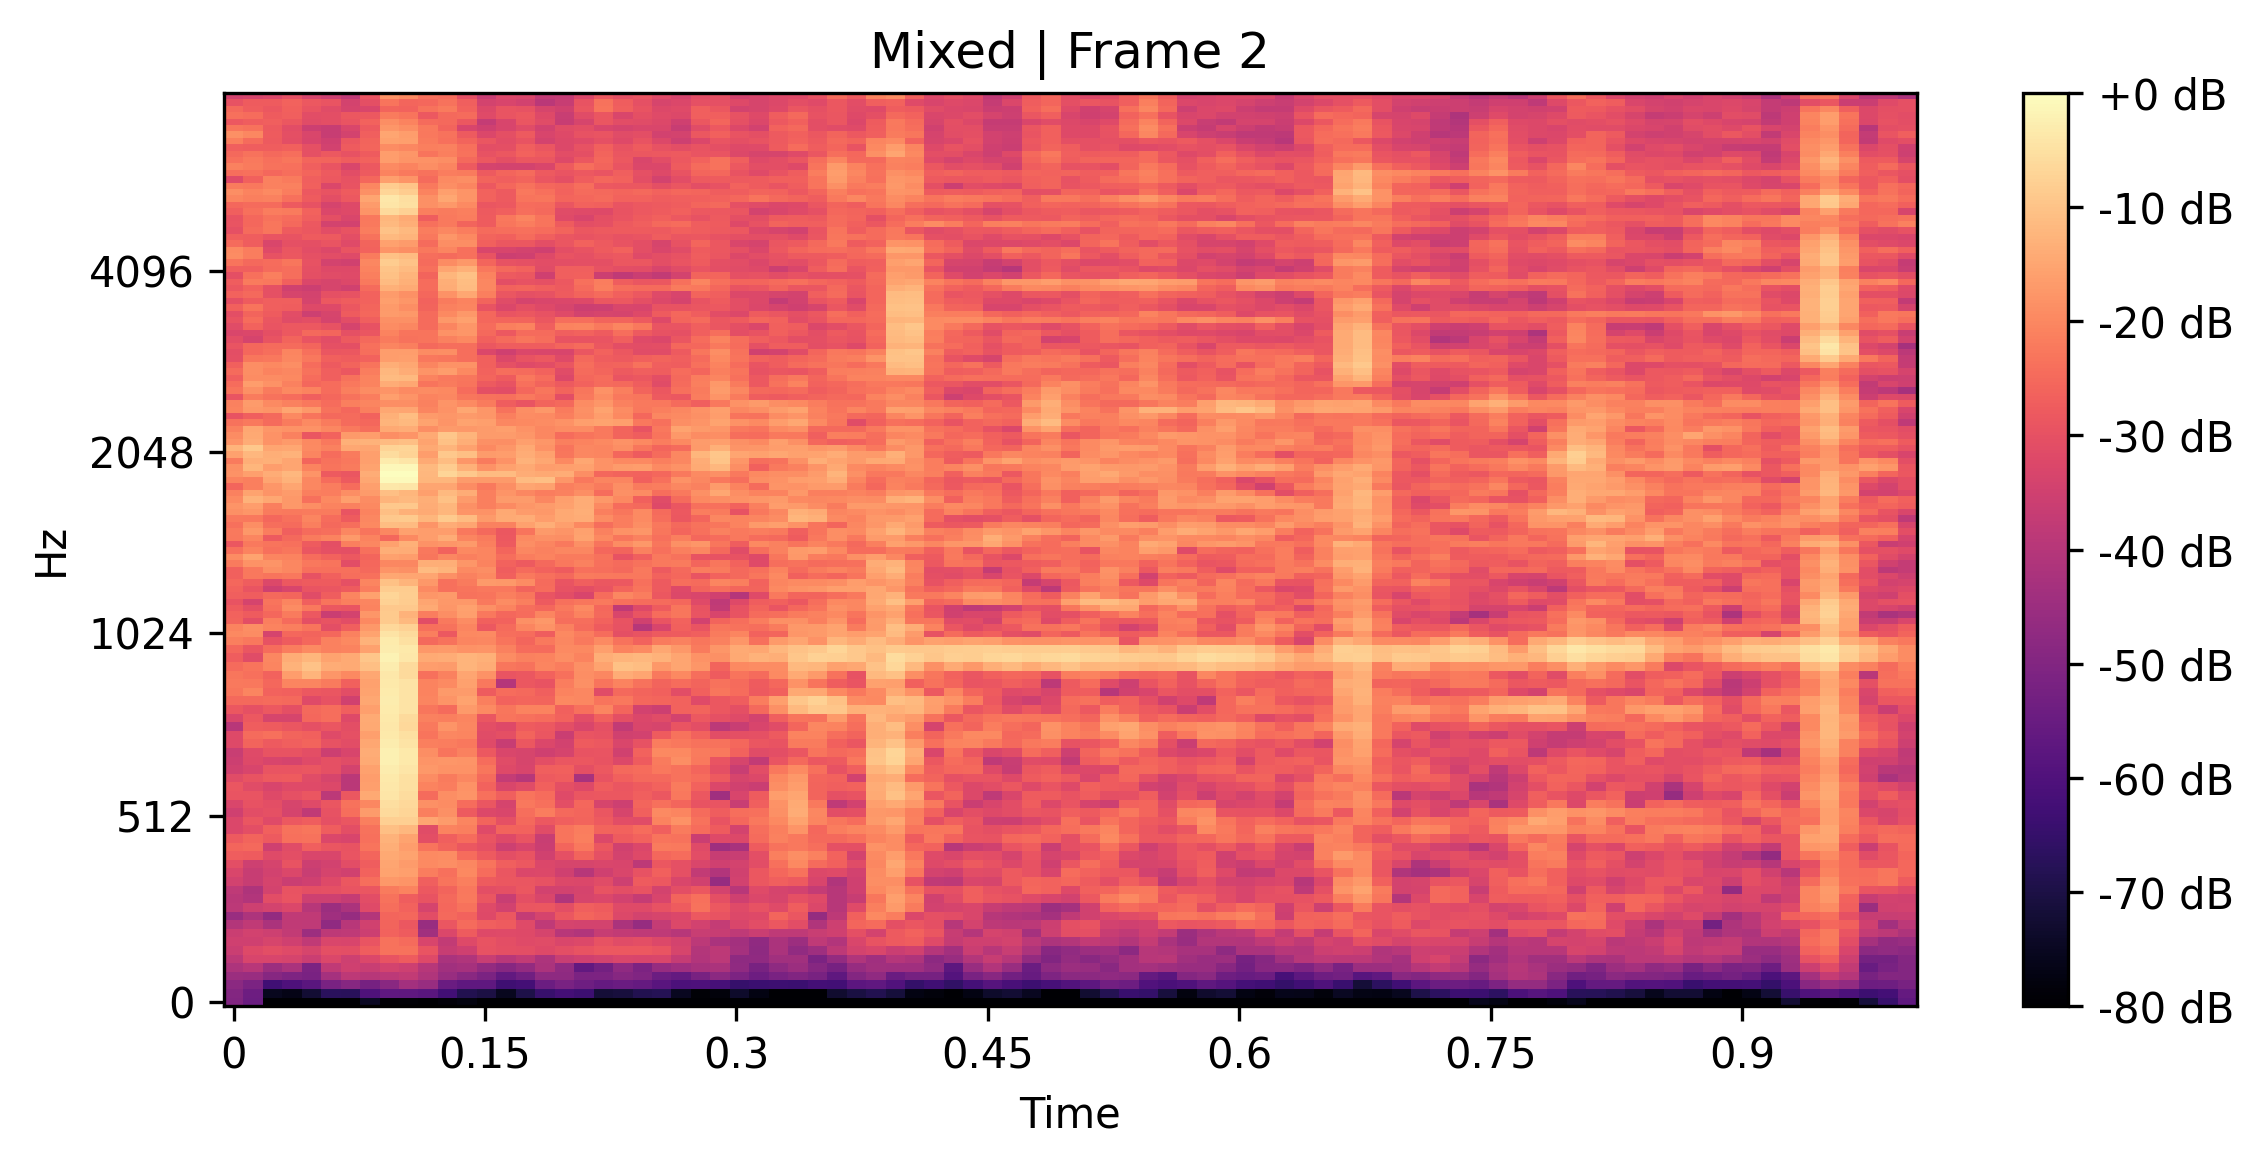 Mixed | Frame 2
+0 dB
-10 dB
-20 dB
-30 dB
-40 dB
-50 dB
-60 dB
-70 dB
-80 dB
Hz
4096
2048
1024
512
0
0 0.15 0.3 0.45 0.6 0.75 0.9
Time